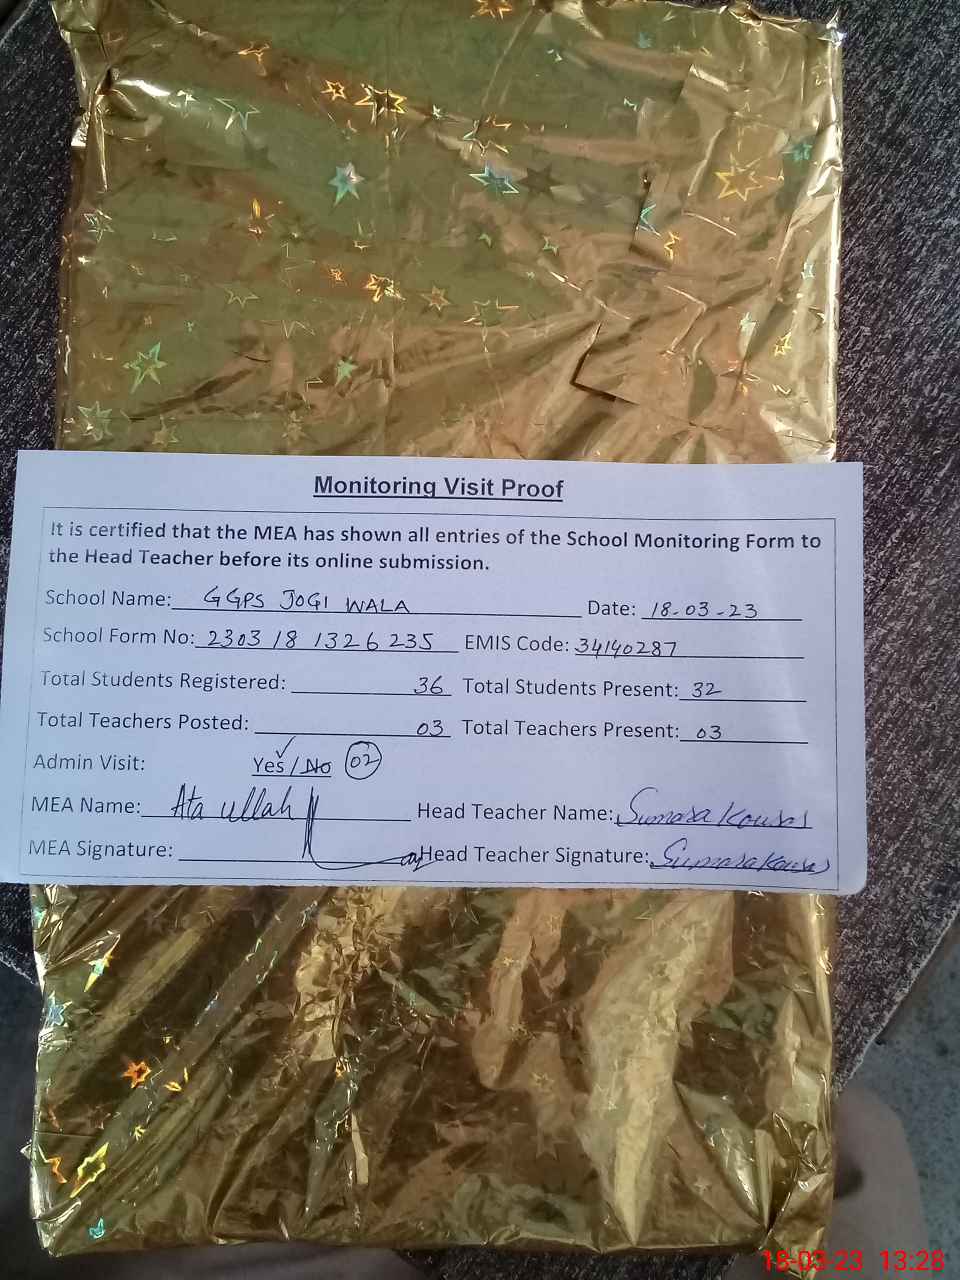 Monitoring Visit Proof
It is certified that the MEA has shown all entries of the School Monitoring Form to
the Head Teacher before its online submission.
School Name: GGPS JOGI WALA Date: 18-03-23
School Form No: 2303 18 1326 235 EMIS Code: 34140287
Total Students Registered: 36 Total Students Present: 32
Total Teachers Posted: 03 Total Teachers Present: 03
Admin Visit: Yes / No 02
MEA Name: Ata ullah Head Teacher Name: Sumara Kousar
MEA Signature: Head Teacher Signature: Sumara Kousar
18-03-23 13:28